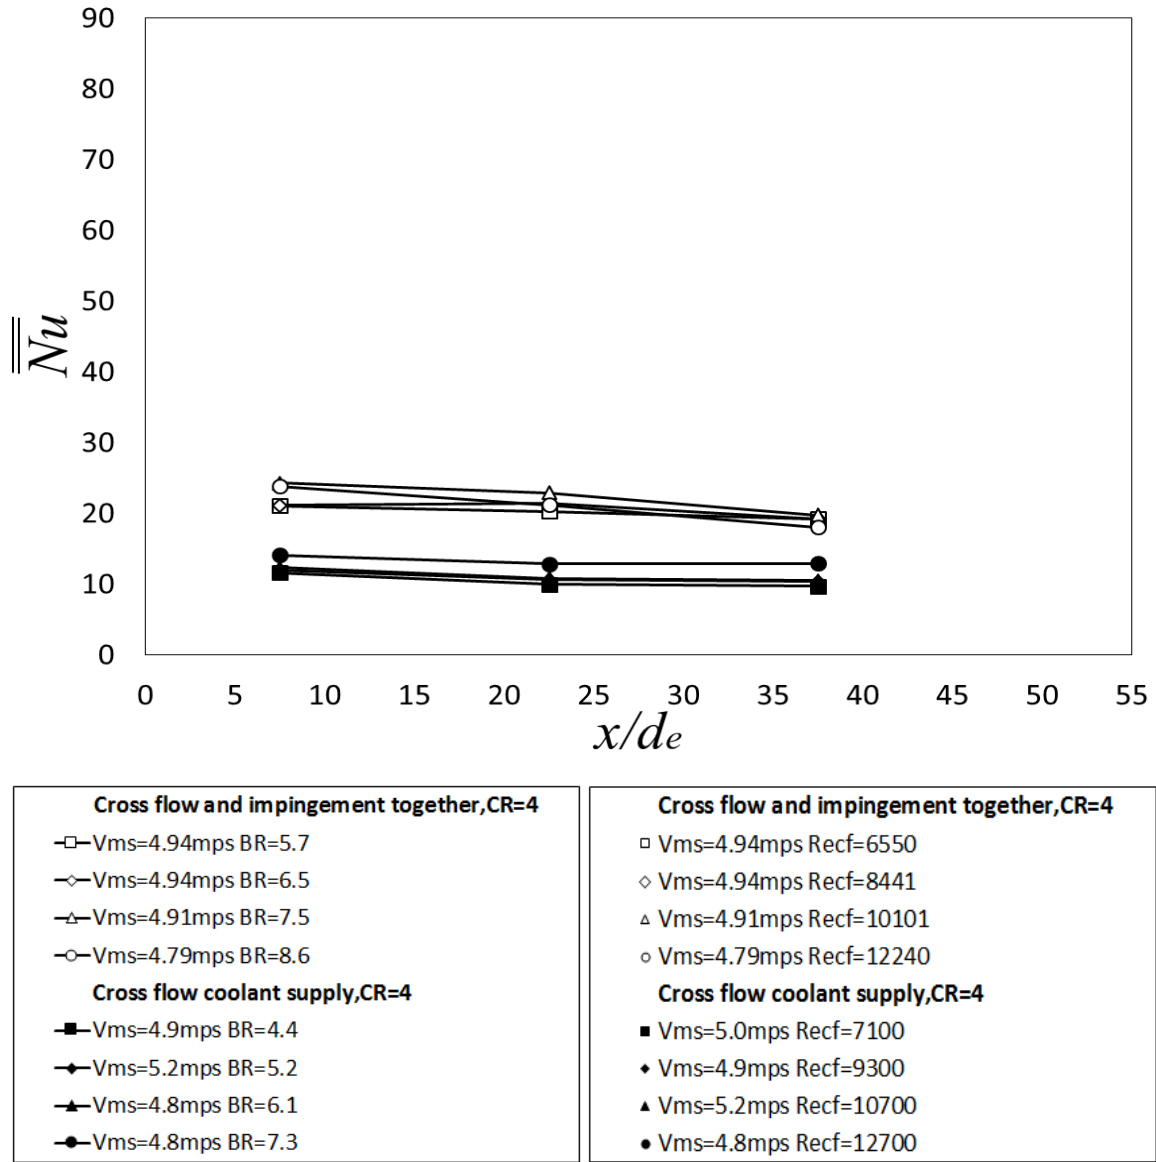 90
80
70
60
50
40
30
20
10
0
Nu
0 5 10 15 20 25 30 35 40 45 50 55
x/de
Cross flow and impingement together,CR=4
Vms=4.94mps BR=5.7
Vms=4.94mps BR=6.5
Vms=4.91mps BR=7.5
Vms=4.79mps BR=8.6
Cross flow coolant supply,CR=4
Vms=4.9mps BR=4.4
Vms=5.2mps BR=5.2
Vms=4.8mps BR=6.1
Vms=4.8mps BR=7.3
Cross flow and impingement together,CR=4
Vms=4.94mps Recf=6550
Vms=4.94mps Recf=8441
Vms=4.91mps Recf=10101
Vms=4.79mps Recf=12240
Cross flow coolant supply,CR=4
Vms=5.0mps Recf=7100
Vms=4.9mps Recf=9300
Vms=5.2mps Recf=10700
Vms=4.8mps Recf=12700